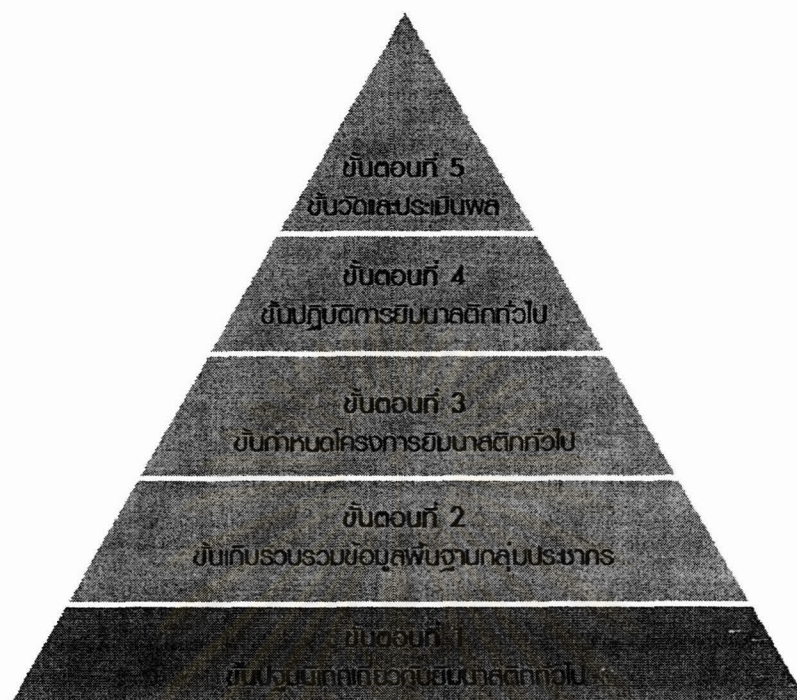 ขั้นตอนที่ 5
ขั้นวัดและประเมินผล
ขั้นตอนที่ 4
ขั้นปฏิบัติการยิมนาสติกทั่วไป
ขั้นตอนที่ 3
ขั้นกำหนดโครงการยิมนาสติกทั่วไป
ขั้นตอนที่ 2
ขั้นเก็บรวบรวมข้อมูลพื้นฐานกลุ่มประชากร
ขั้นตอนที่ 1
ขั้นปฐมนิเทศเกี่ยวกับยิมนาสติกทั่วไป